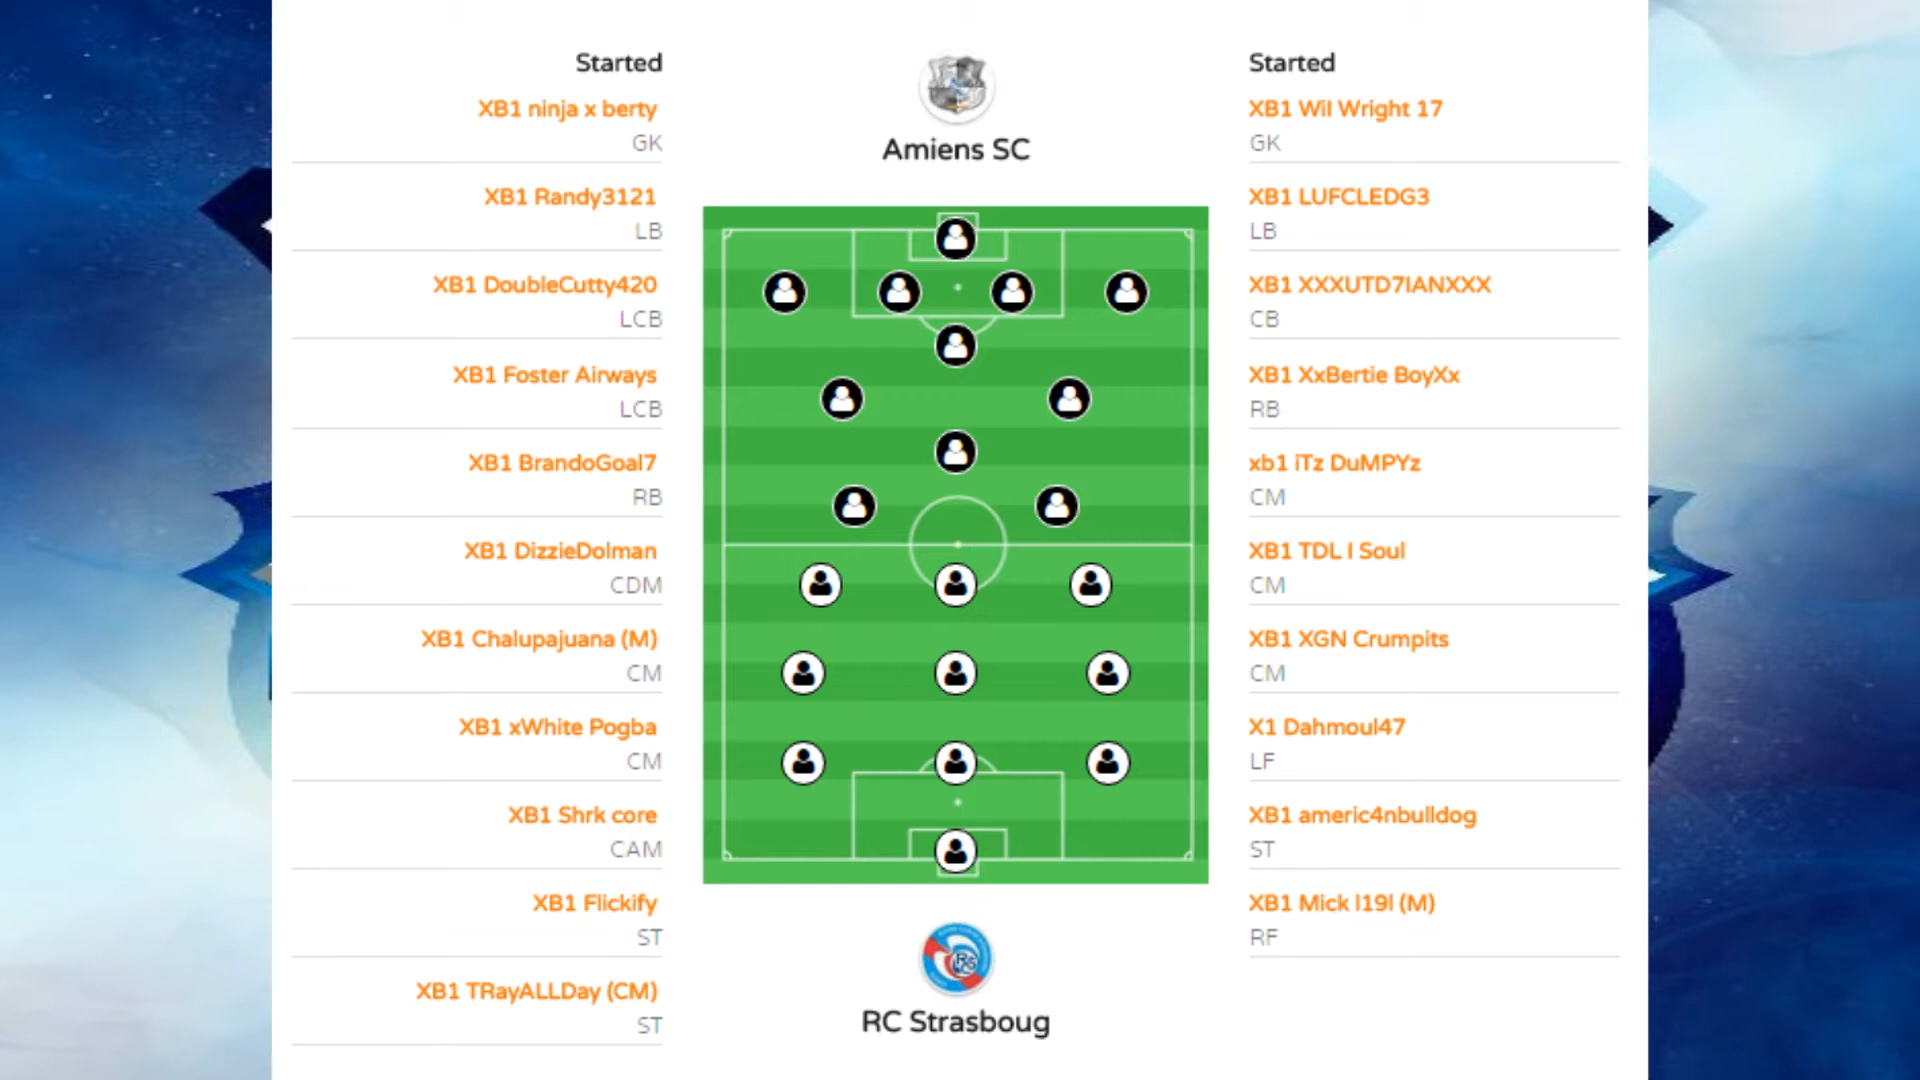 Started
XB1 ninja x berty
GK
XB1 Randy3121
LB
XB1 DoubleCutty420
LCB
XB1 Foster Airways
LCB
XB1 BrandoGoal7
RB
XB1 DizzieDolman
CDM
XB1 Chalupajuana (M)
CM
XB1 xWhite Pogba
CM
XB1 Shrk core
CAM
XB1 Flickify
ST
XB1 TRayALLDay (CM)
ST
Amiens SC
RC Strasboug
Started
XB1 Wil Wright 17
GK
XB1 LUFCLEDG3
LB
XB1 XXXUTD7IANXXX
CB
XB1 XxBertie BoyXx
RB
xb1 iTz DuMPYz
CM
XB1 TDL I Soul
CM
XB1 XGN Crumpits
CM
X1 Dahmoul47
LF
XB1 americ4nbulldog
ST
XB1 Mick l19l (M)
RF